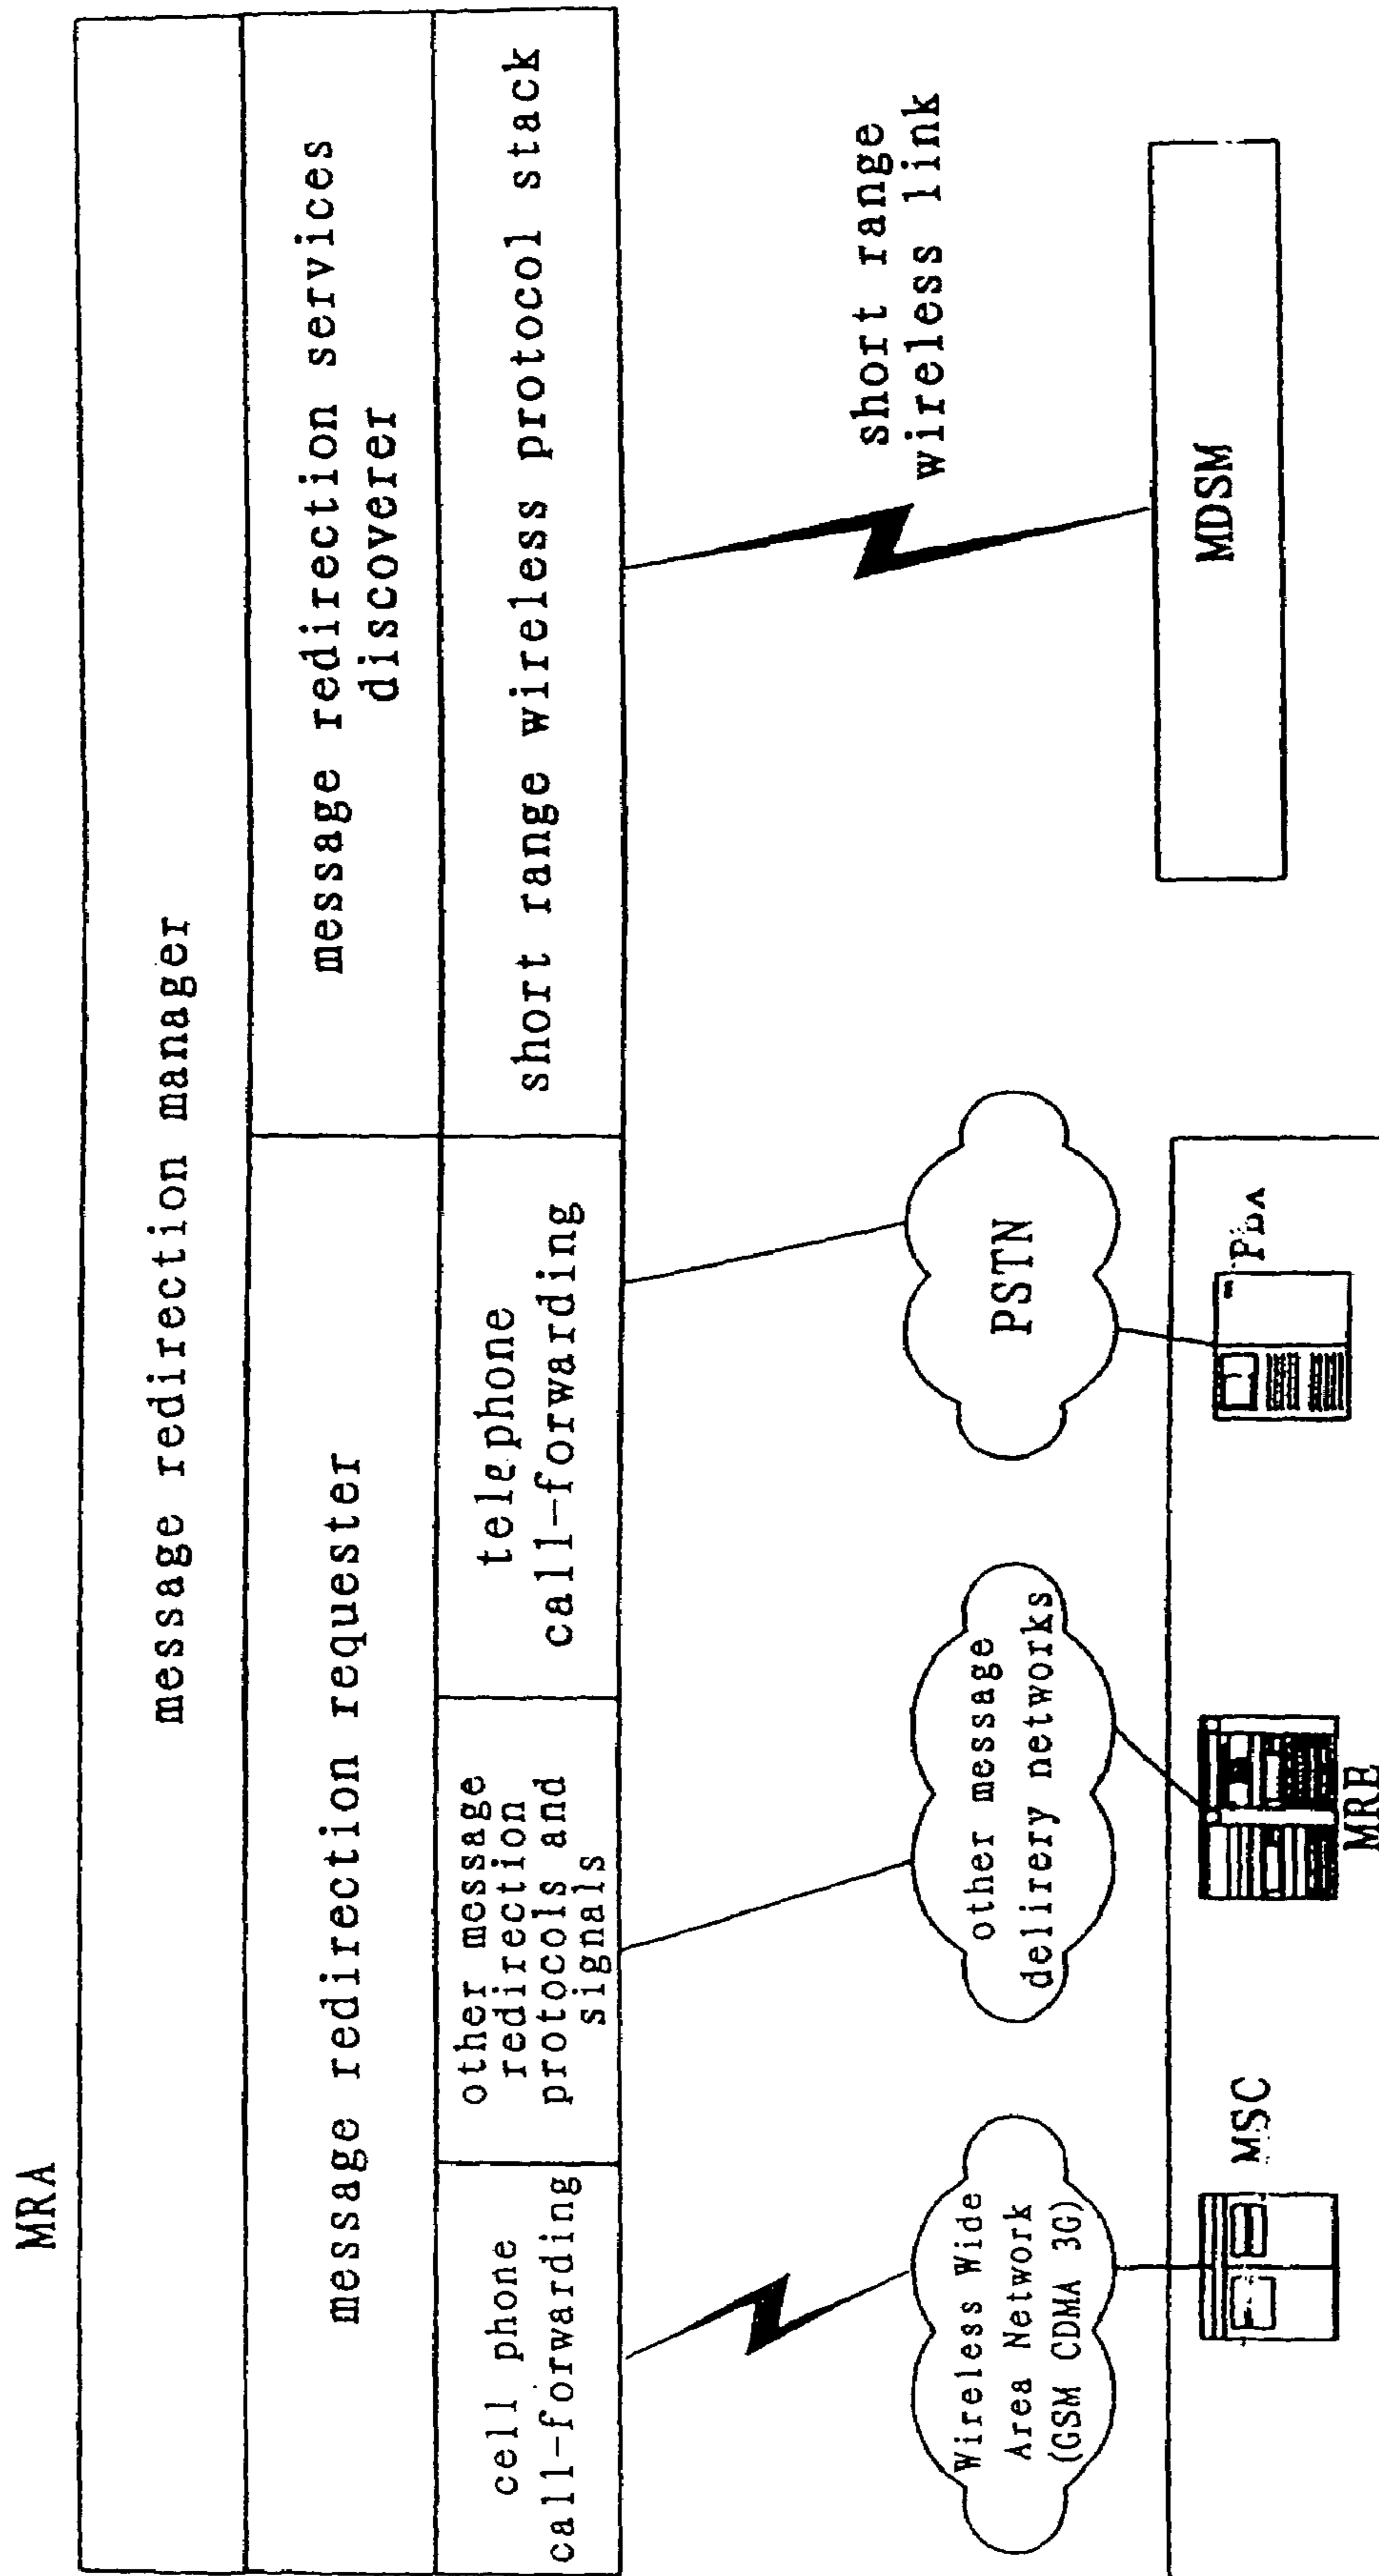 MRA
message redirection manager
message redirection requester
message redirection services
discoverer
cell phone
call-forwarding
other message
redirection
protocols and
signals
telephone
call-forwarding
short range wireless protocol stack
short range
wireless link
Wireless Wide
Area Network
(GSM CDMA 3G)
other message
delirery networks
PSTN
MSC
MRE
MDSM